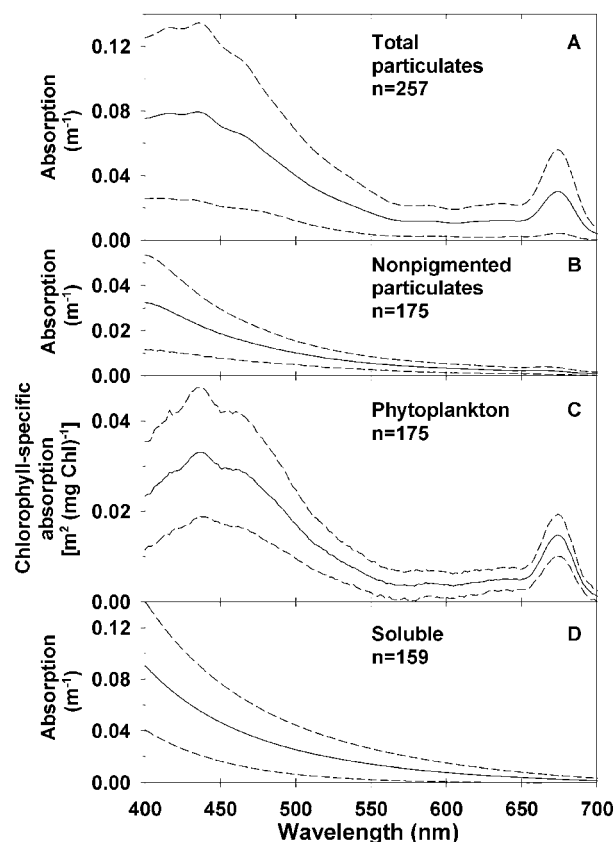 0.12
0.08
0.04
0.00
Absorption
(m⁻¹)
Total
particulates
n=257
A
0.04
0.02
0.00
Absorption
(m⁻¹)
Nonpigmented
particulates
n=175
B
0.04
0.02
0.00
Chlorophyll-specific
absorption
[m² (mg Chl)⁻¹]
Phytoplankton
n=175
C
0.12
0.08
0.04
0.00
Absorption
(m⁻¹)
Soluble
n=159
D
400 450 500 550 600 650 700
Wavelength (nm)